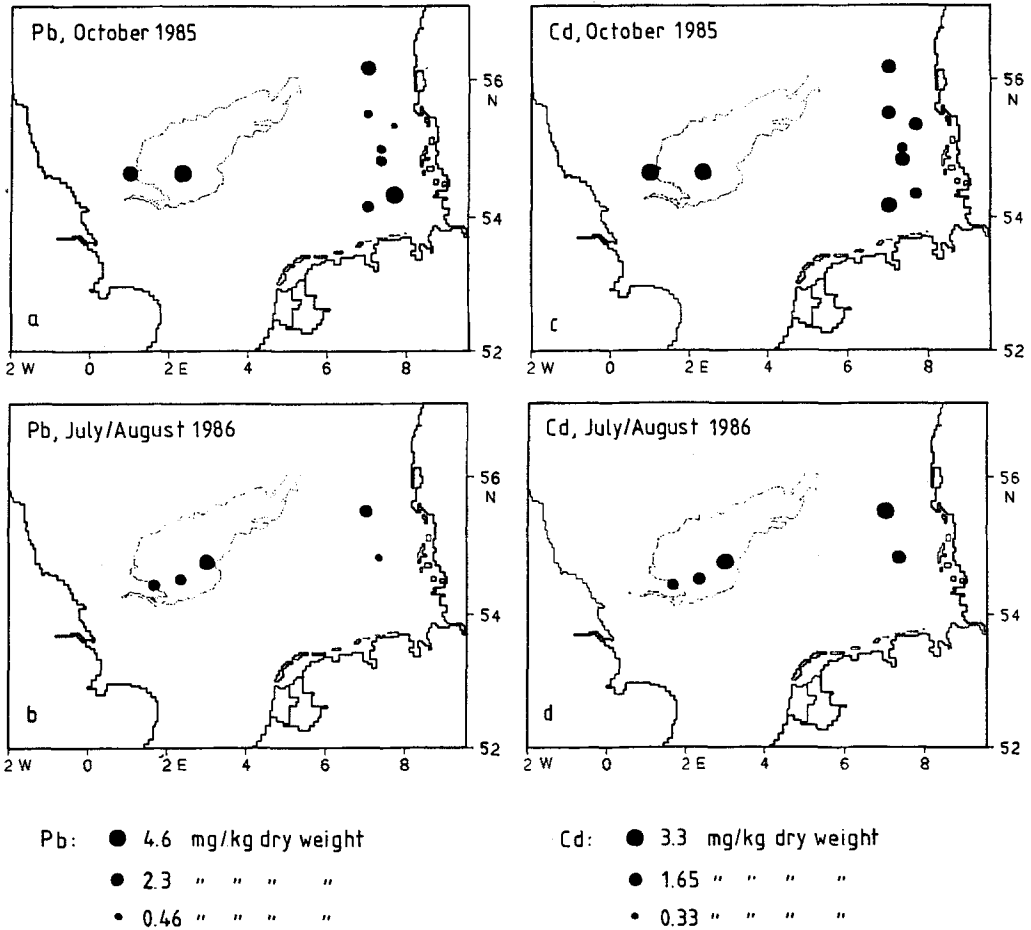 Pb, October 1985
Cd, October 1985
56
N
54
52
a
2 W 0 2 E 4 6 8
56
N
54
52
c
2 W 0 2 E 4 6 8
Pb, July/August 1986
Cd, July/August 1986
56
N
54
52
b
2 W 0 2 E 4 6 8
56
N
54
52
d
2 W 0 2 E 4 6 8
Pb: 4.6 mg/kg dry weight
2.3 " " " "
0.46 " " " "
Cd: 3.3 mg/kg dry weight
1.65 " " " "
0.33 " " " "